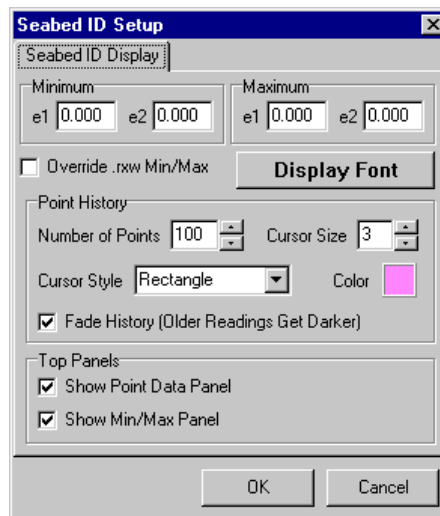 Seabed ID Setup
Seabed ID Display
Minimum Maximum
e1 0.000 e2 0.000 e1 0.000 e2 0.000
Override .rxw Min/Max Display Font
Point History
Number of Points 100 Cursor Size 3
Cursor Style Rectangle Color
Fade History (Older Readings Get Darker)
Top Panels
Show Point Data Panel
Show Min/Max Panel
OK Cancel